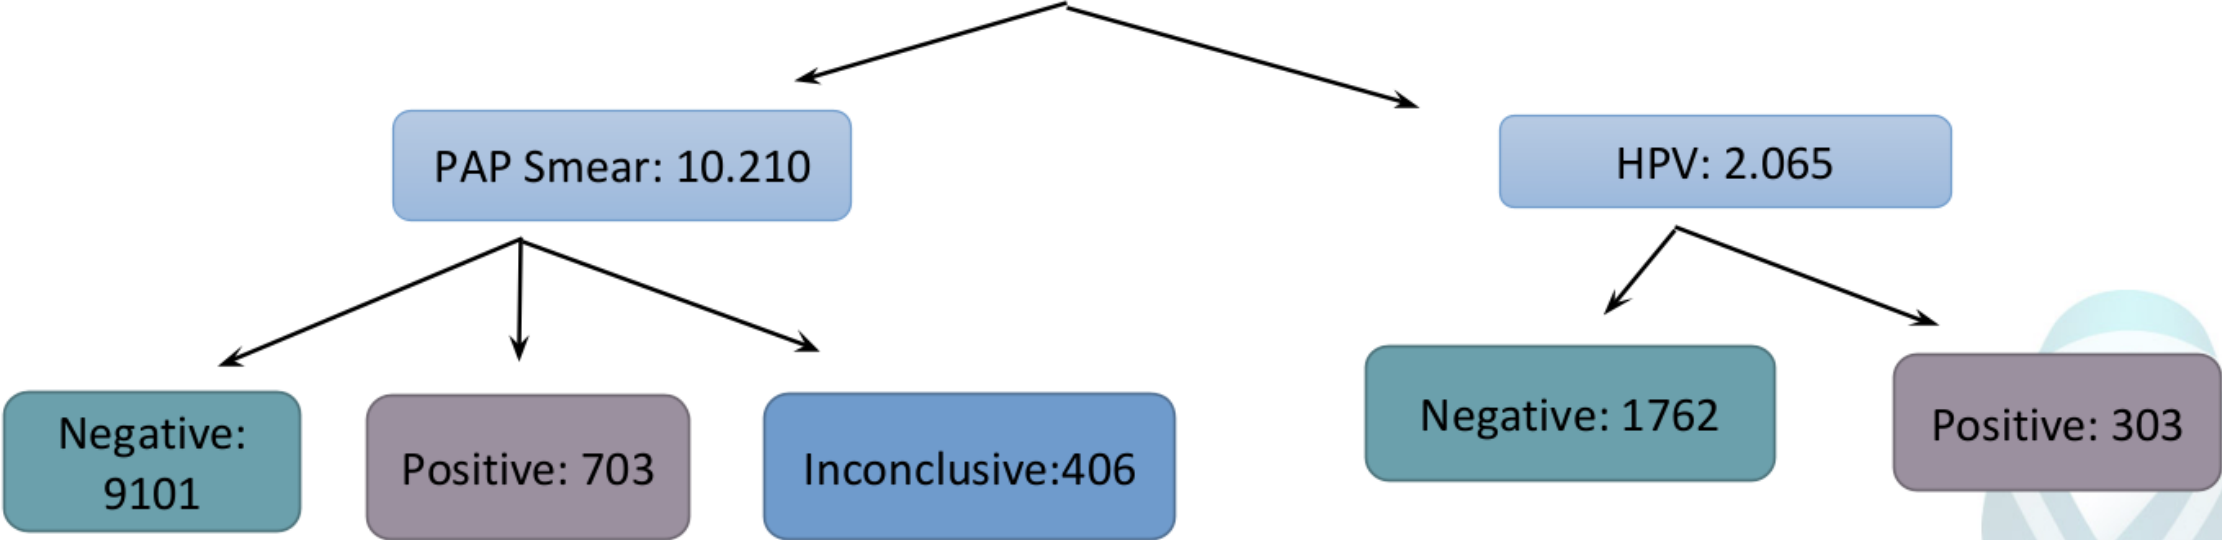 PAP Smear: 10.210
HPV: 2.065
Negative:
9101
Positive: 703
Inconclusive:406
Negative: 1762
Positive: 303